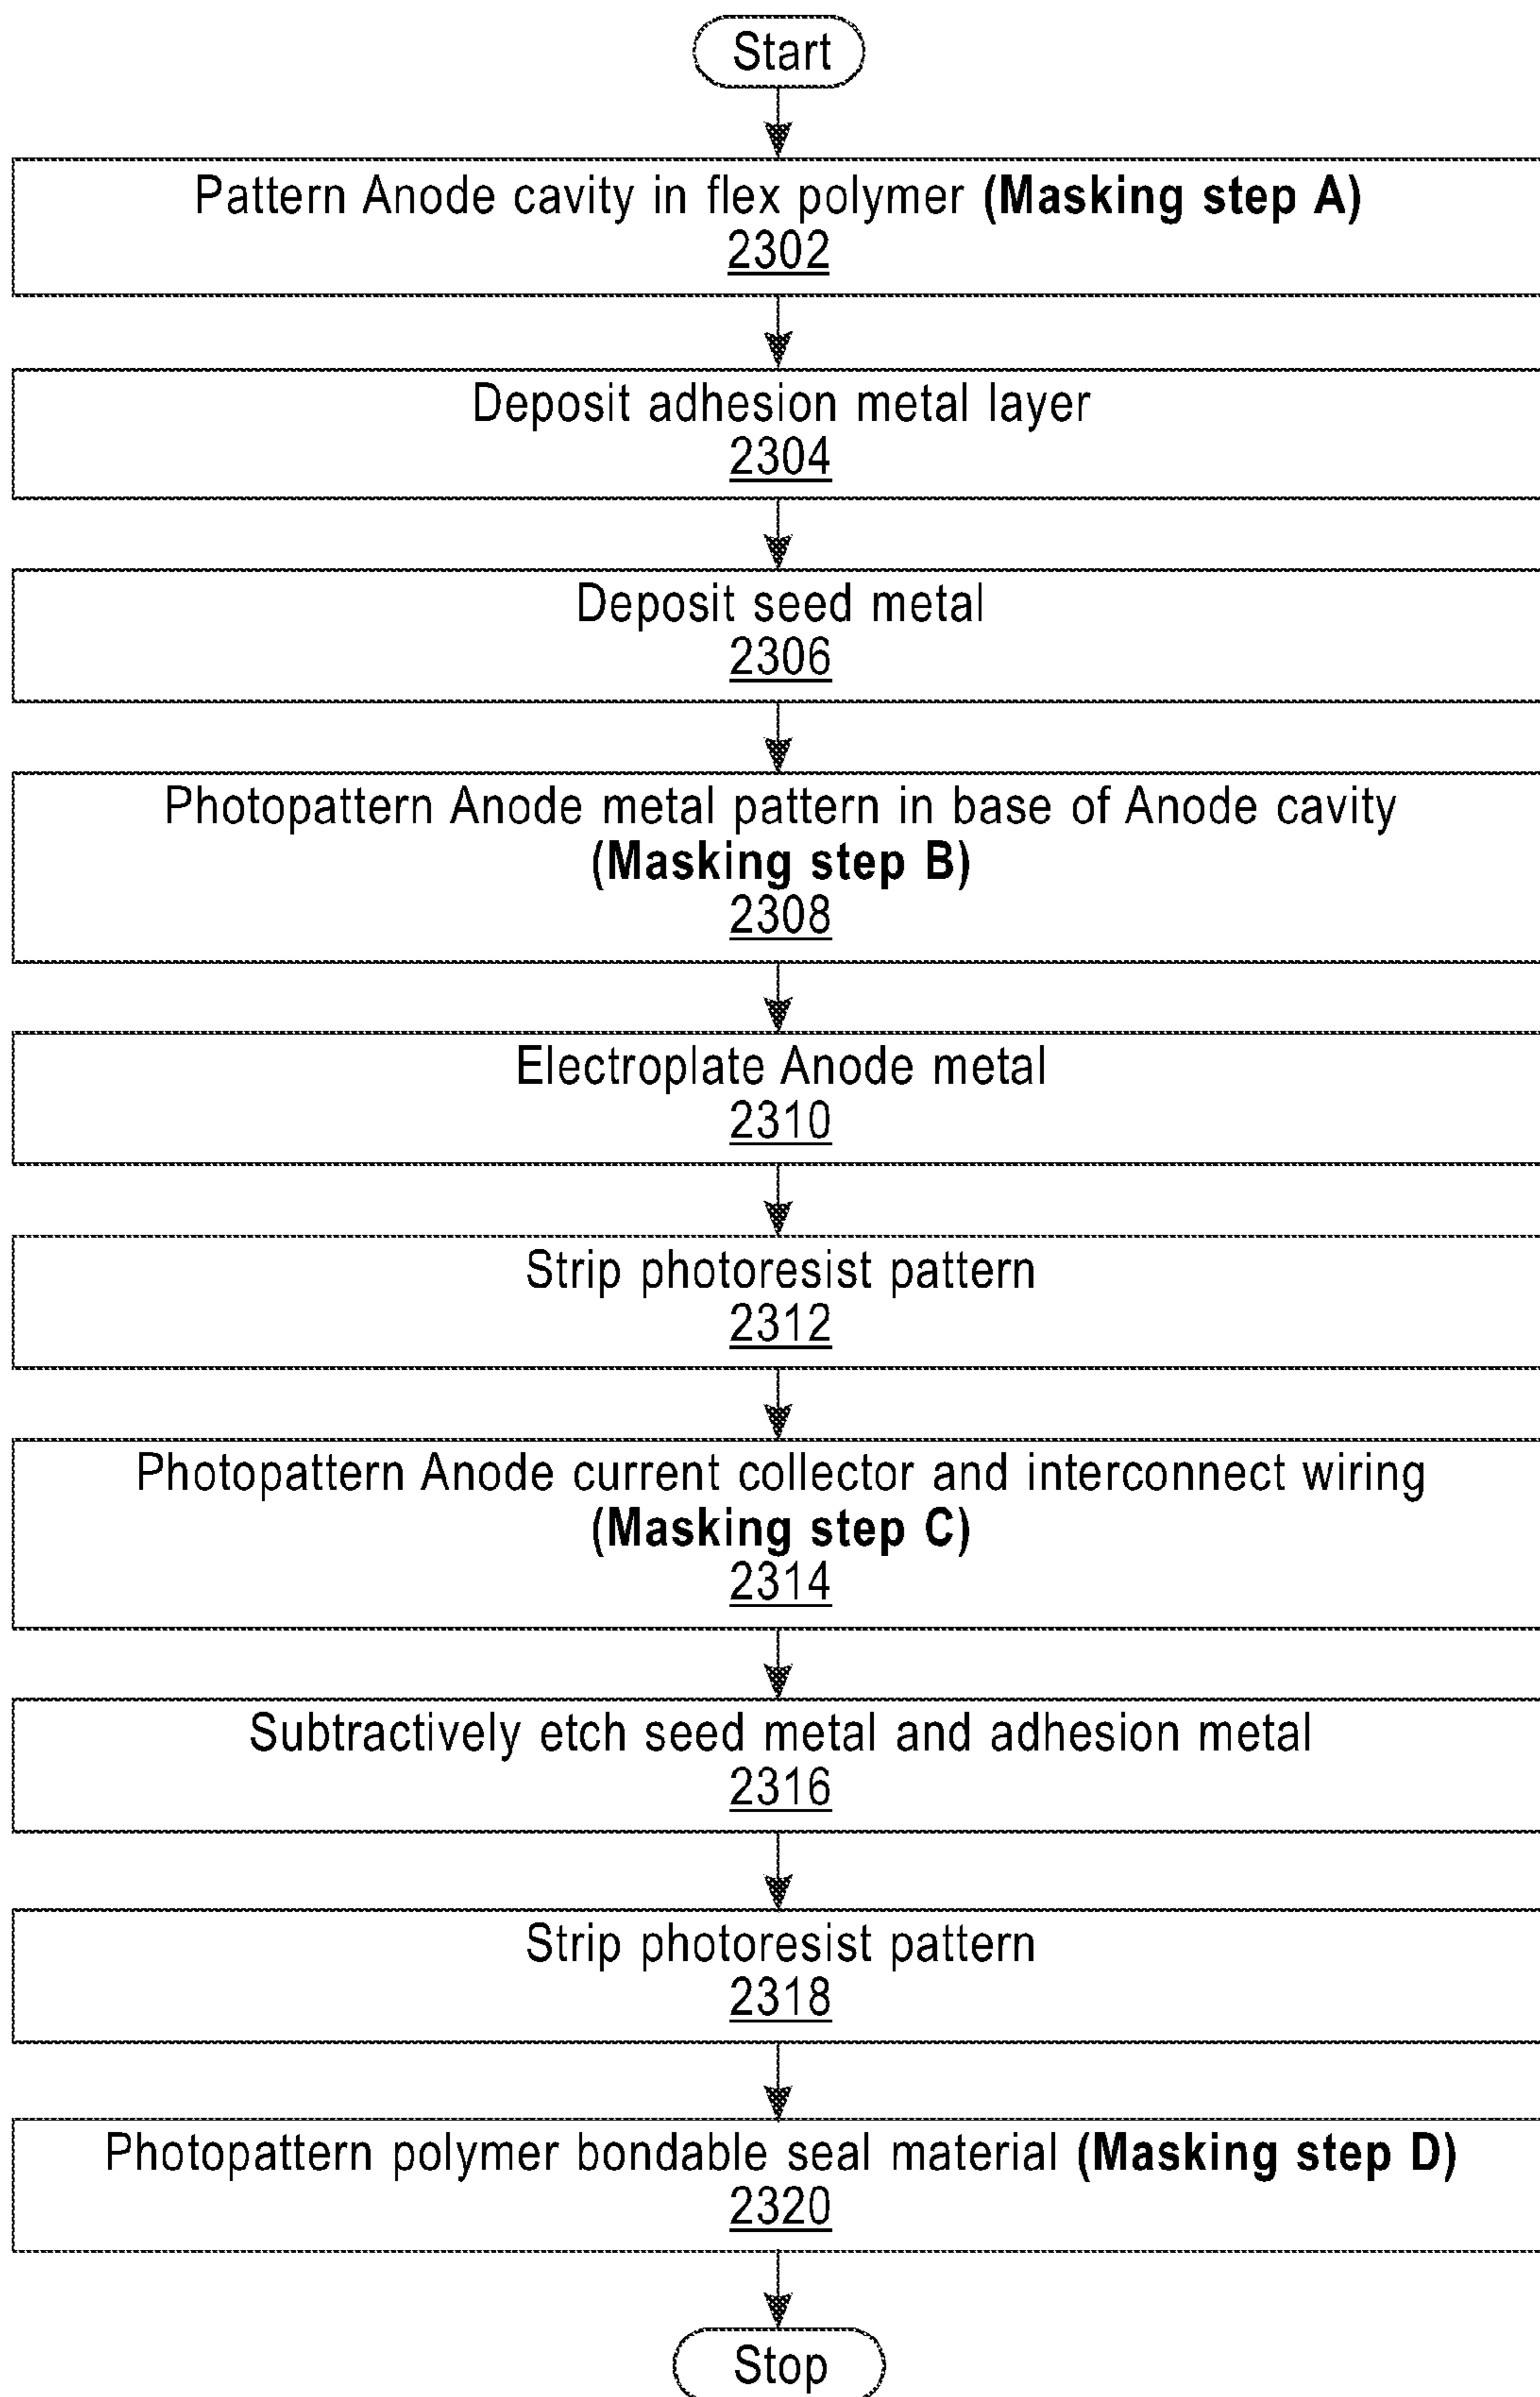 Start
Pattern Anode cavity in flex polymer (Masking step A)
2302
Deposit adhesion metal layer
2304
Deposit seed metal
2306
Photopattern Anode metal pattern in base of Anode cavity
(Masking step B)
2308
Electroplate Anode metal
2310
Strip photoresist pattern
2312
Photopattern Anode current collector and interconnect wiring
(Masking step C)
2314
Subtractively etch seed metal and adhesion metal
2316
Strip photoresist pattern
2318
Photopattern polymer bondable seal material (Masking step D)
2320
Stop